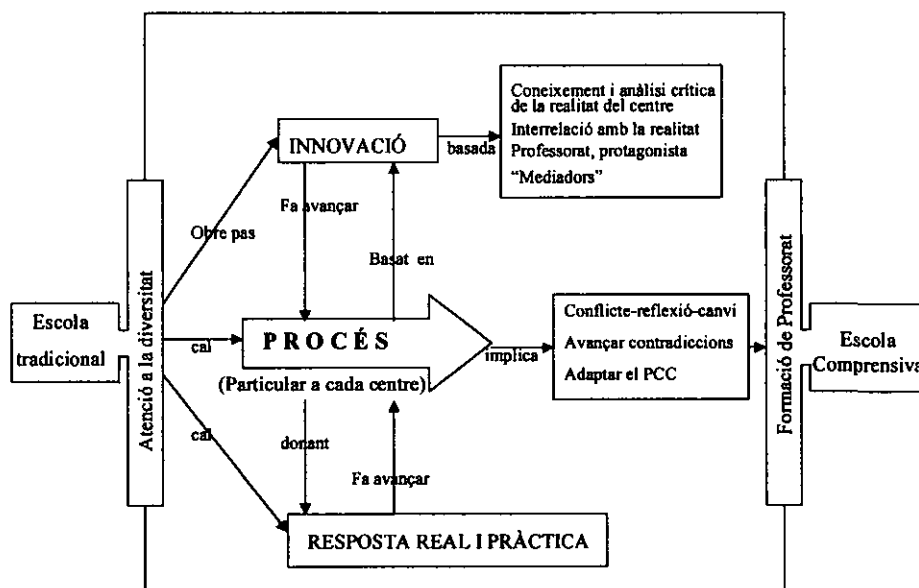 Escola
tradicional
Atenció a la diversitat
Obre pas
cal
cal
INNOVACIÓ
basada
Coneixement i anàlisi crítica
de la realitat del centre
Interrelació amb la realitat
Professorat, protagonista
“Mediadors”
Fa avançar
Basat en
PROCÉS
(Particular a cada centre)
implica
Conflicte-reflexió-canvi
Avançar contradiccions
Adaptar el PCC
donant
Fa avançar
RESPOSTA REAL I PRÀCTICA
Formació de Professorat
Escola
Comprensiva